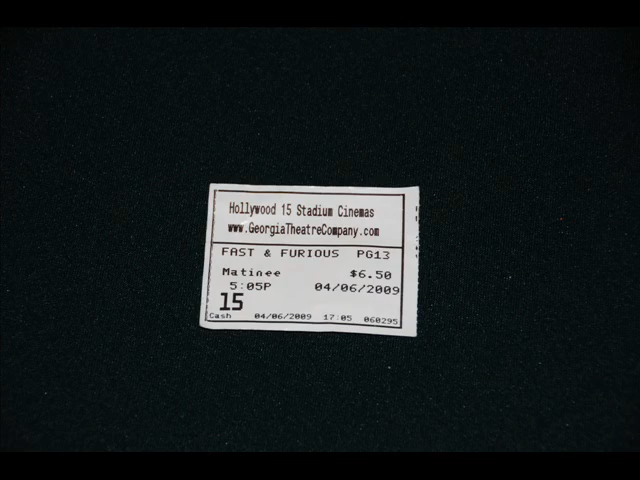 Hollywood 15 Stadium Cinemas
www.GeorgiaTheatreCompany.com
FAST & FURIOUS PG13
Matinee $6.50
5:05P 04/06/2009
15
Cash 04/06/2009 17:05 060295